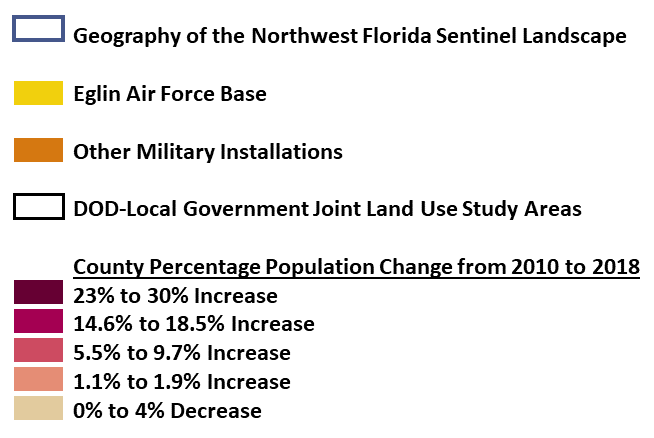 Geography of the Northwest Florida Sentinel Landscape
Eglin Air Force Base
Other Military Installations
DOD-Local Government Joint Land Use Study Areas
County Percentage Population Change from 2010 to 2018
23% to 30% Increase
14.6% to 18.5% Increase
5.5% to 9.7% Increase
1.1% to 1.9% Increase
0% to 4% Decrease